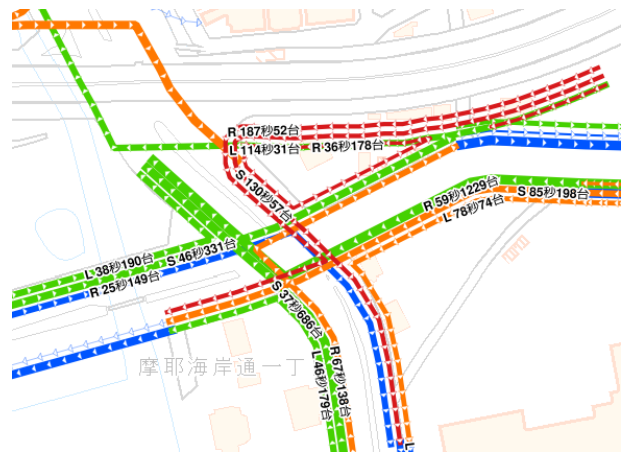 R 187秒52台
L 114秒31台
R 36秒178台
S 130秒57台
R 59秒1229台
S 85秒198台
L 78秒74台
L 38秒190台
S 46秒331台
R 25秒149台
S 37秒686台
R 67秒138台
L 46秒179台
摩耶海岸通一丁
L